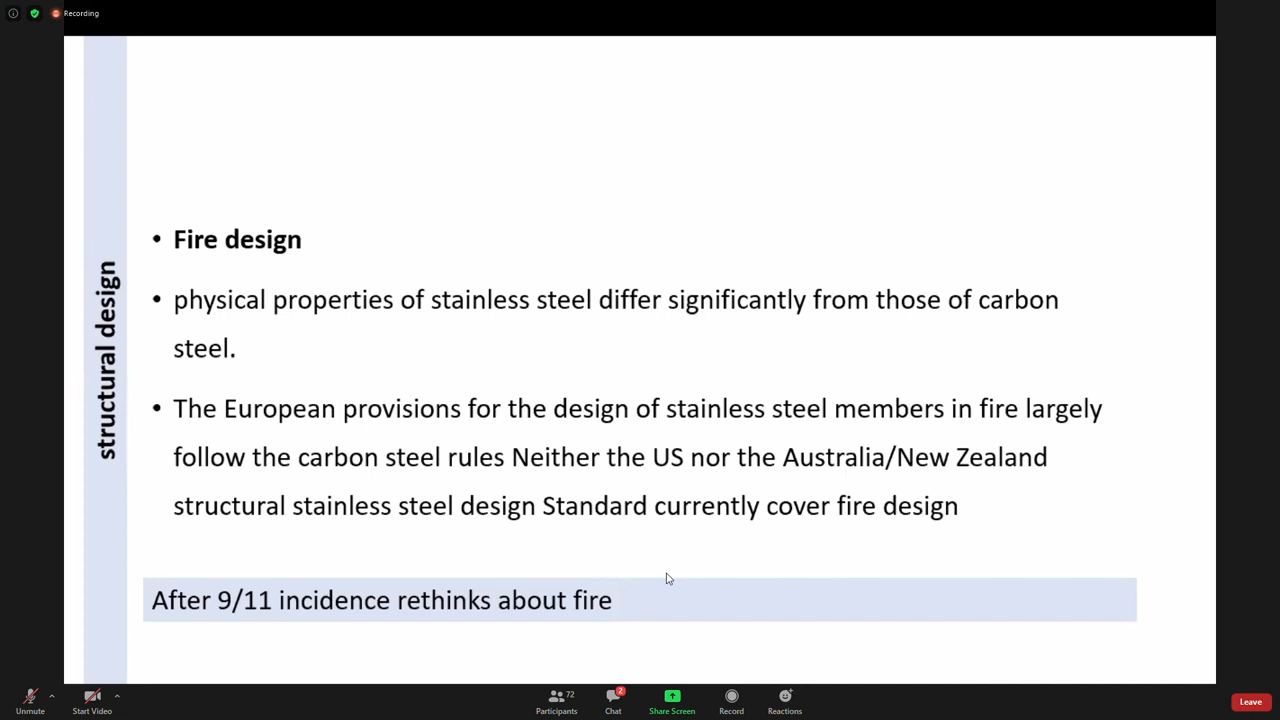 Recording
structural design
• Fire design
• physical properties of stainless steel differ significantly from those of carbon
steel.
• The European provisions for the design of stainless steel members in fire largely
follow the carbon steel rules Neither the US nor the Australia/New Zealand
structural stainless steel design Standard currently cover fire design
After 9/11 incidence rethinks about fire
72
2
Unmute
Start Video
Participants
Chat
Share Screen
Record
Reactions
Leave